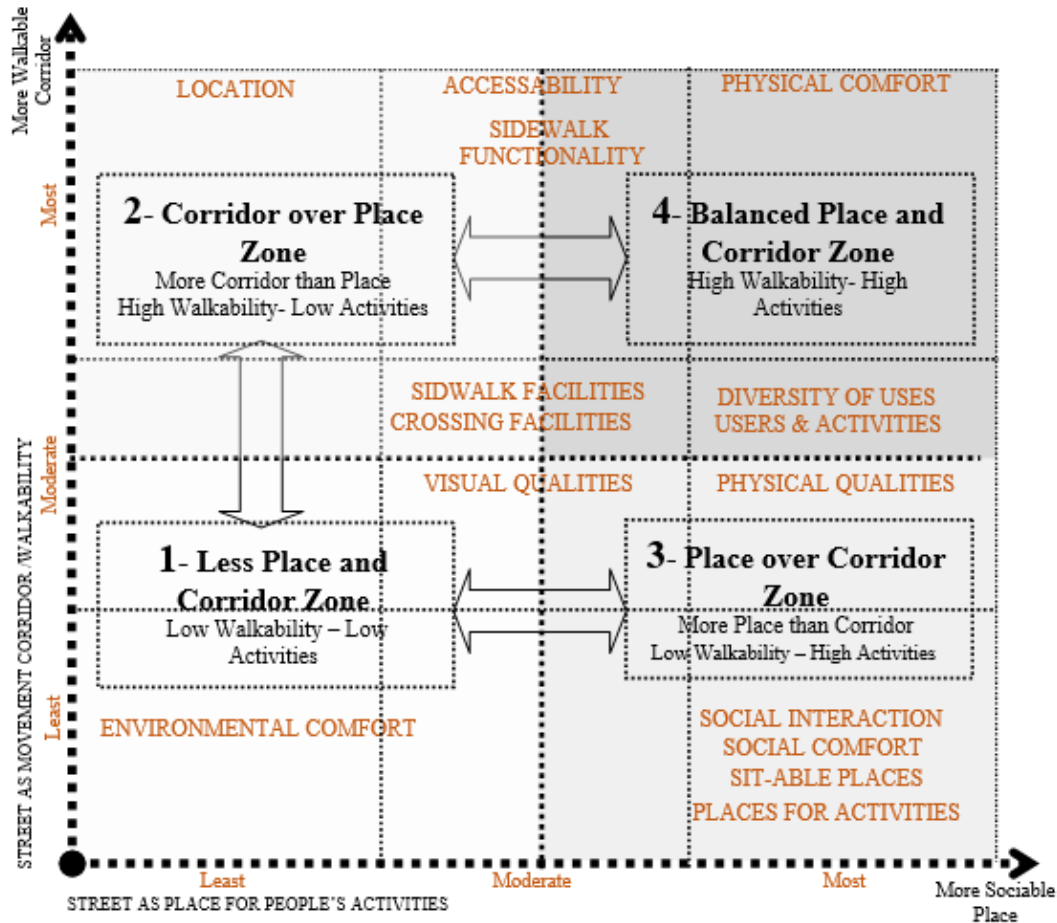 More Walkable
Corridor
LOCATION
ACCESSABILITY
PHYSICAL COMFORT
SIDEWALK
FUNCTIONALITY
Most
2- Corridor over Place
Zone
More Corridor than Place
High Walkability- Low Activities
4- Balanced Place and
Corridor Zone
High Walkability- High
Activities
SIDWALK FACILITIES
CROSSING FACILITIES
DIVERSITY OF USES
USERS & ACTIVITIES
Moderate
VISUAL QUALITIES
PHYSICAL QUALITIES
STREET AS MOVEMENT CORRIDOR /WALKABILITY
1- Less Place and
Corridor Zone
Low Walkability – Low
Activities
3- Place over Corridor
Zone
More Place than Corridor
Low Walkability – High Activities
Least
ENVIRONMENTAL COMFORT
SOCIAL INTERACTION
SOCIAL COMFORT
SIT-ABLE PLACES
PLACES FOR ACTIVITIES
Least
Moderate
Most
STREET AS PLACE FOR PEOPLE"S ACTIVITIES
More Sociable
Place